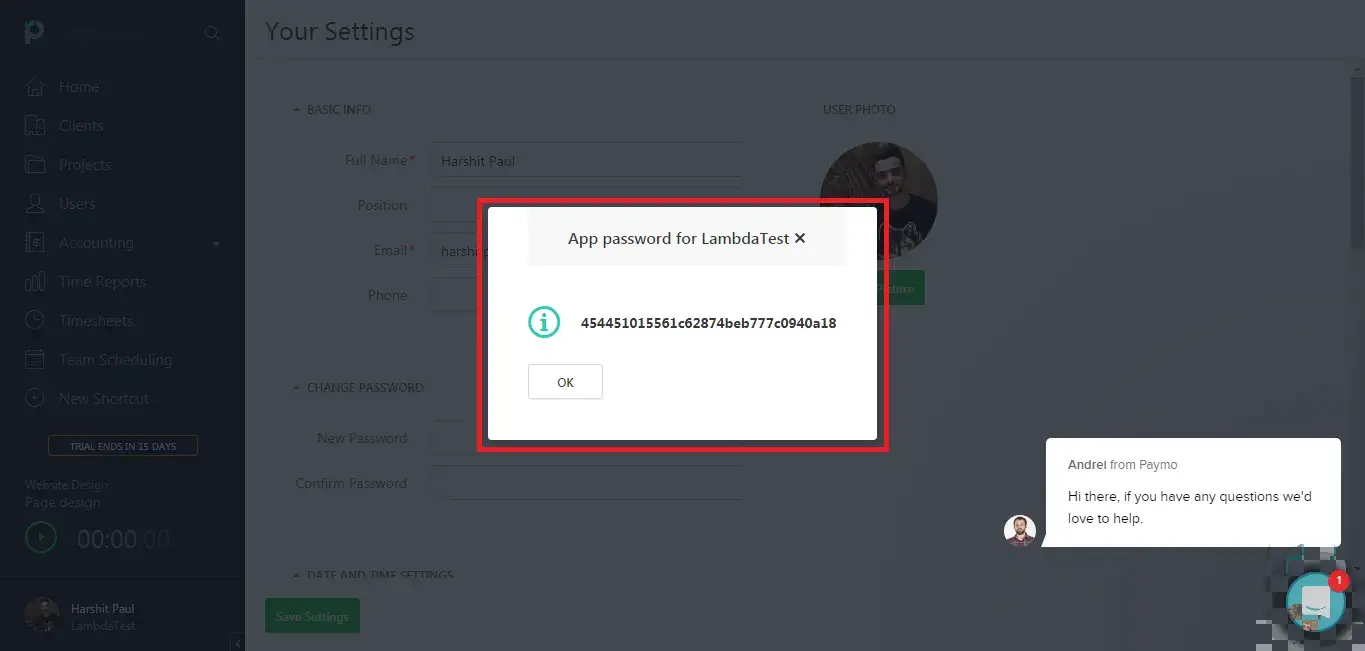 Your Settings
Home
Clients
Projects
Users
Accounting
Time Reports
Timesheets
Team Scheduling
New Shortcut
TRIAL ENDS IN 15 DAYS
Website Design
Page design
00:00:00
Harshit Paul
LambdaTest
BASIC INFO
Full Name*
Harshit Paul
Position
Email*
Phone
USER PHOTO
Picture
App password for LambdaTest ×
454451015561c62874beb777c0940a18
OK
CHANGE PASSWORD
New Password
Confirm Password
DATE AND TIME SETTINGS
Save Settings
Andrei from Paymo
Hi there, if you have any questions we'd
love to help.
1